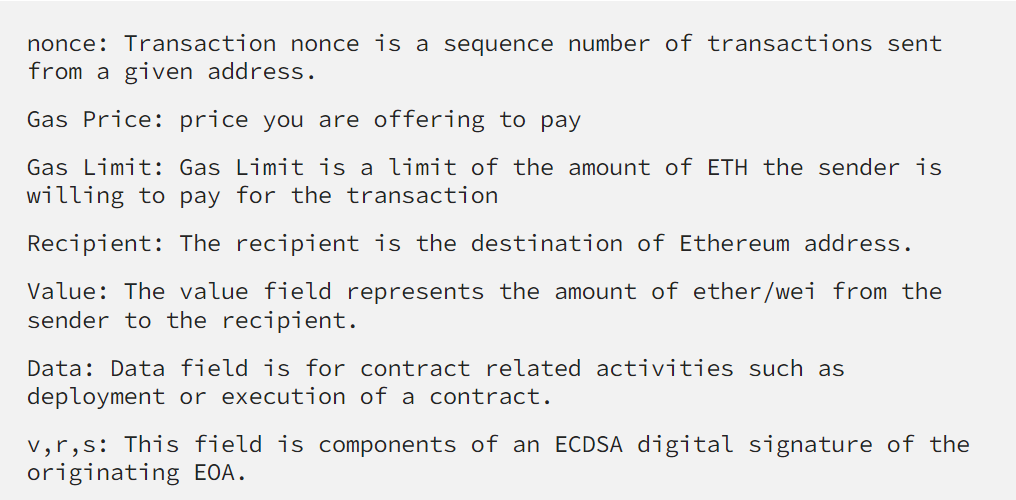 nonce: Transaction nonce is a sequence number of transactions sent
from a given address.
Gas Price: price you are offering to pay
Gas Limit: Gas Limit is a limit of the amount of ETH the sender is
willing to pay for the transaction
Recipient: The recipient is the destination of Ethereum address.
Value: The value field represents the amount of ether/wei from the
sender to the recipient.
Data: Data field is for contract related activities such as
deployment or execution of a contract.
v,r,s: This field is components of an ECDSA digital signature of the
originating EOA.